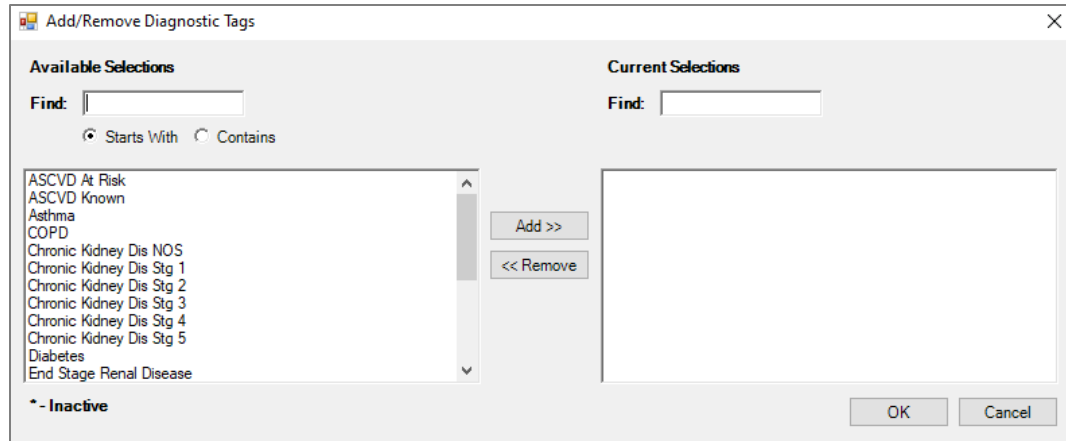 Add/Remove Diagnostic Tags
Available Selections
Find:
Starts With Contains
ASCVD At Risk
ASCVD Known
Asthma
COPD
Chronic Kidney Dis NOS
Chronic Kidney Dis Stg 1
Chronic Kidney Dis Stg 2
Chronic Kidney Dis Stg 3
Chronic Kidney Dis Stg 4
Chronic Kidney Dis Stg 5
Diabetes
End Stage Renal Disease
* - Inactive
Add >>
<< Remove
Current Selections
Find:
OK Cancel